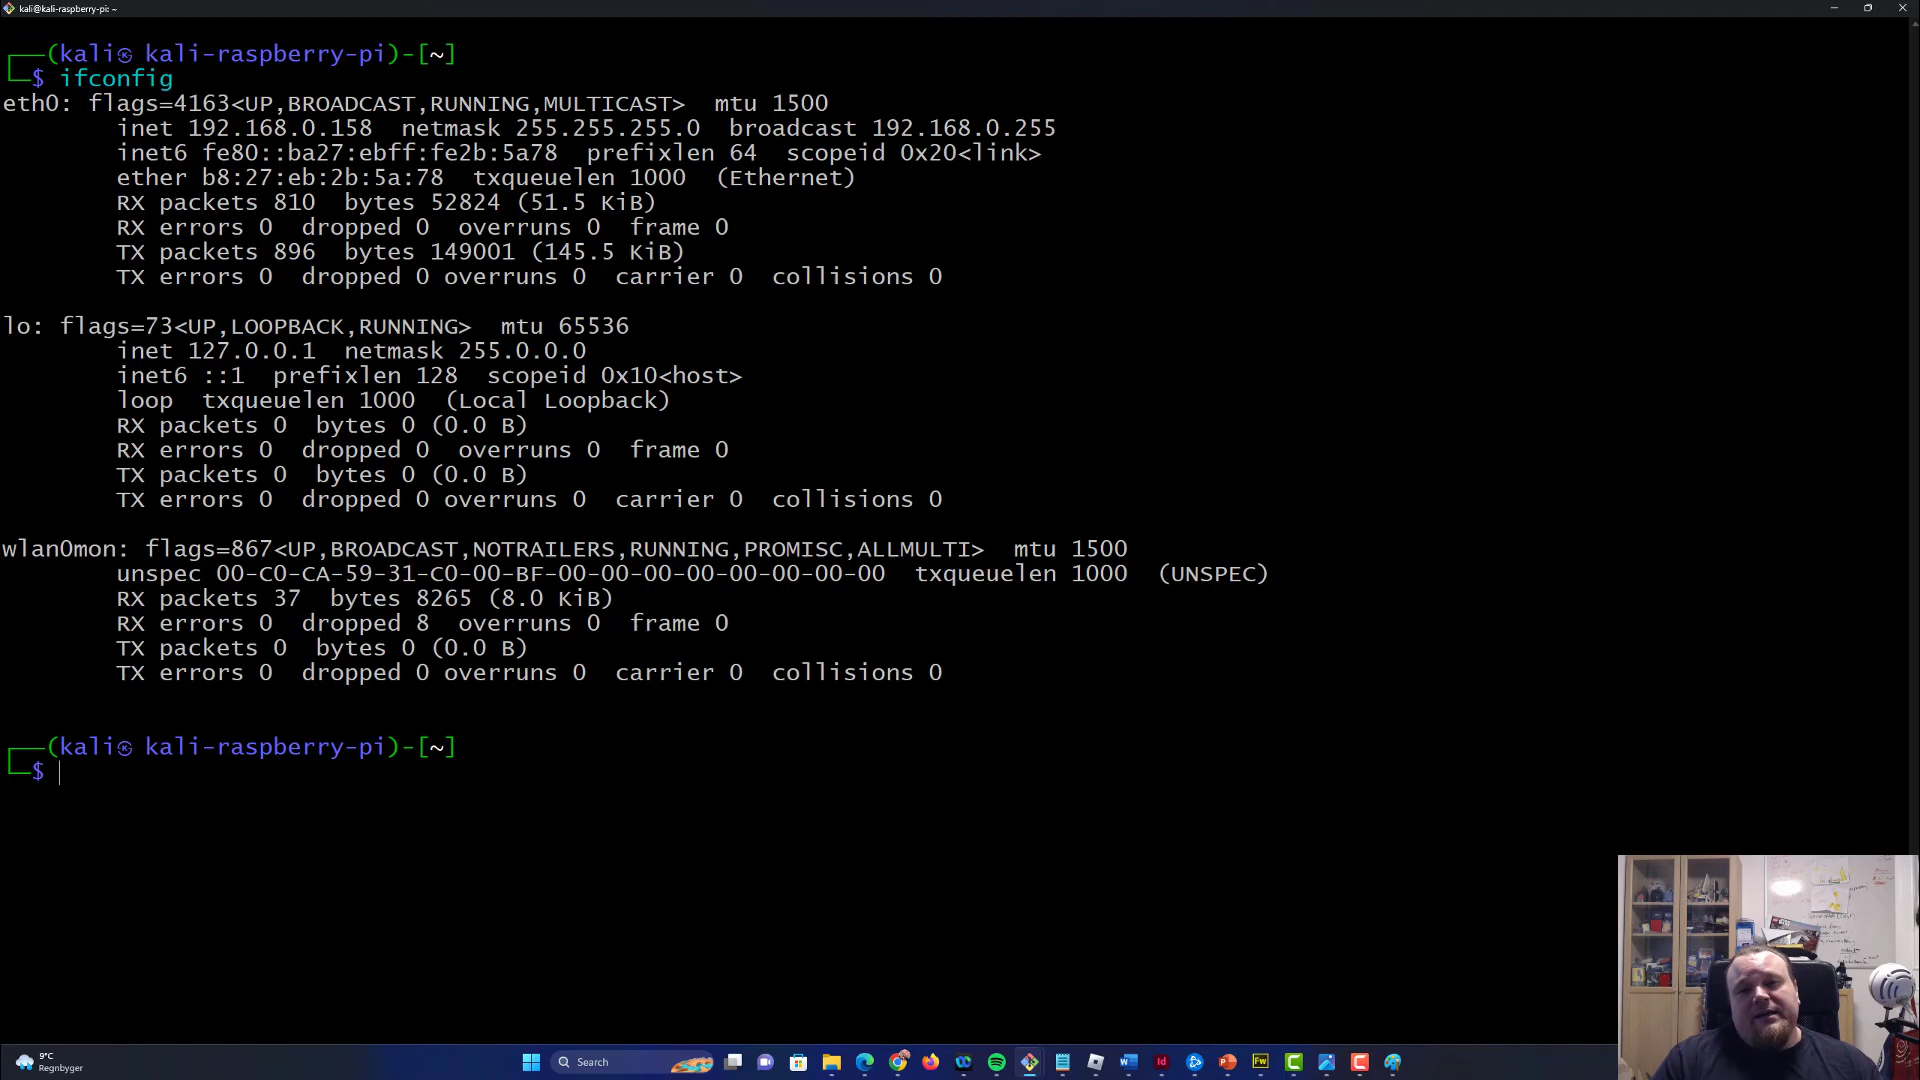 kali@kali-raspberry-pi: ~
(kali㉿ kali-raspberry-pi)-[~]
$ ifconfig
eth0: flags=4163<UP,BROADCAST,RUNNING,MULTICAST>  mtu 1500
inet 192.168.0.158  netmask 255.255.255.0  broadcast 192.168.0.255
inet6 fe80::ba27:ebff:fe2b:5a78  prefixlen 64  scopeid 0x20<link>
ether b8:27:eb:2b:5a:78  txqueuelen 1000  (Ethernet)
RX packets 810  bytes 52824 (51.5 KiB)
RX errors 0  dropped 0  overruns 0  frame 0
TX packets 896  bytes 149001 (145.5 KiB)
TX errors 0  dropped 0 overruns 0  carrier 0  collisions 0
lo: flags=73<UP,LOOPBACK,RUNNING>  mtu 65536
inet 127.0.0.1  netmask 255.0.0.0
inet6 ::1  prefixlen 128  scopeid 0x10<host>
loop  txqueuelen 1000  (Local Loopback)
RX packets 0  bytes 0 (0.0 B)
RX errors 0  dropped 0  overruns 0  frame 0
TX packets 0  bytes 0 (0.0 B)
TX errors 0  dropped 0 overruns 0  carrier 0  collisions 0
wlan0mon: flags=867<UP,BROADCAST,NOTRAILERS,RUNNING,PROMISC,ALLMULTI>  mtu 1500
unspec 00-C0-CA-59-31-C0-00-BF-00-00-00-00-00-00-00-00  txqueuelen 1000  (UNSPEC)
RX packets 37  bytes 8265 (8.0 KiB)
RX errors 0  dropped 8  overruns 0  frame 0
TX packets 0  bytes 0 (0.0 B)
TX errors 0  dropped 0 overruns 0  carrier 0  collisions 0
(kali㉿ kali-raspberry-pi)-[~]
$
9°C
Regnbyger
Search
Fw
Id